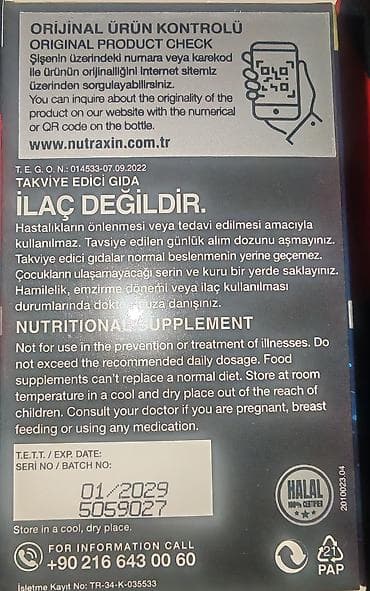 ORİJINAL ÜRÜN KONTROLÜ
ORIGINAL PRODUCT CHECK
Şişenin üzerindeki numara veya karekod
ile ürünün orijinalliğini internet sitemiz
üzerinden sorgulayabilirsiniz.
You can inquire about the originality of the
product on our website with the numerical
or QR code on the bottle.
www.nutraxin.com.tr
T. E. G. O. N.: 014533-07.09.2022
TAKVİYE EDİCİ GIDA
İLAÇ DEĞİLDİR.
Hastalıkların önlenmesi veya tedavi edilmesi amacıyla
kullanılmaz. Tavsiye edilen günlük alım dozunu aşmayınız.
Takviye edici gıdalar normal beslenmenin yerine geçemez.
Çocukların ulaşamayacağı serin ve kuru bir yerde saklayınız.
Hamilelik, emzirme dönemi veya ilaç kullanılması
durumlarında doktorunuza danışınız.
NUTRITIONAL SUPPLEMENT
Not for use in the prevention or treatment of illnesses. Do
not exceed the recommended daily dosage. Food
supplements can't replace a normal diet. Store at room
temperature in a cool and dry place out of the reach of
children. Consult your doctor if you are pregnant, breast
feeding or using any medication.
T.E.T.T. / EXP. DATE:
SERİ NO / BATCH NO:
01/2029
5059027
HALAL
100% CERTIFIED
2010023.04
Store in a cool, dry place.
FOR INFORMATION CALL
+90 216 643 00 60
21
PAP
İşletme Kayıt No: TR-34-K-035533